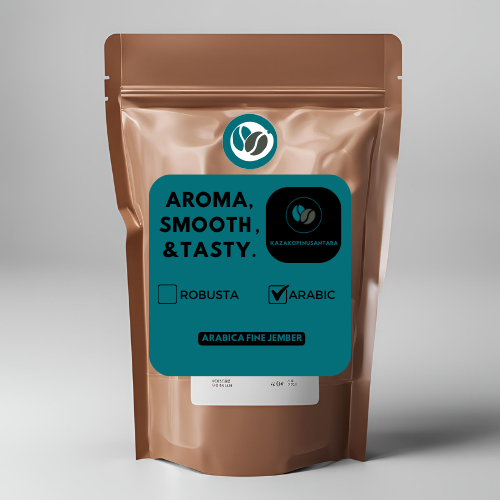 AROMA,
SMOOTH,
&TASTY.
KAZAKOPINUSANTARA
ROBUSTA
ARABIC
ARABICA FINE JEMBER